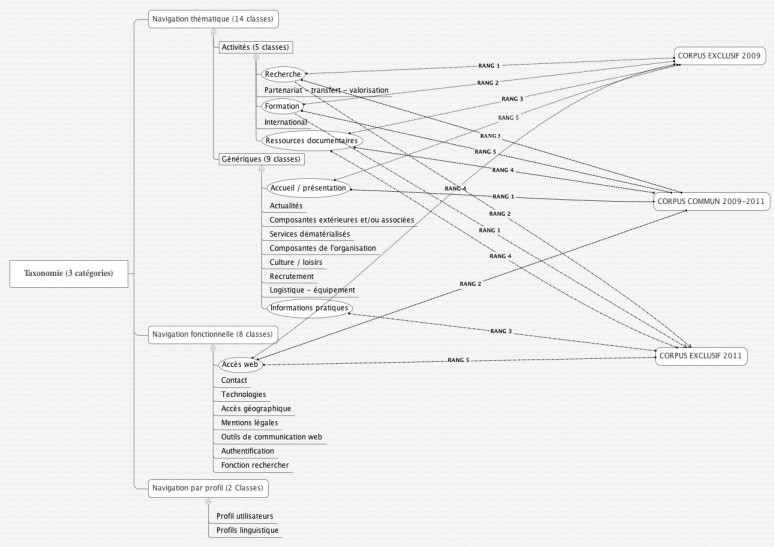 Navigation thématique (14 classes)
Activités (5 classes)
Recherche
Partenariat - transfert - valorisation
Formation
International
Ressources documentaires
Génériques (9 classes)
Accueil / présentation
Actualités
Composantes extérieures et/ou associées
Services dématérialisés
Composantes de l'organisation
Culture / loisirs
Recrutement
Logistique - équipement
Informations pratiques
Taxonomie (3 catégories)
Navigation fonctionnelle (8 classes)
Accès web
Contact
Technologies
Accès géographique
Mentions légales
Outils de communication web
Authentification
Fonction rechercher
Navigation par profil (2 Classes)
Profil utilisateurs
Profils linguistique
RANG 1
RANG 2
RANG 3
RANG 5
RANG 3
RANG 5
RANG 4
RANG 4
RANG 1
RANG 2
RANG 1
RANG 4
RANG 2
RANG 3
RANG 5
CORPUS EXCLUSIF 2009
CORPUS COMMUN 2009-2011
CORPUS EXCLUSIF 2011